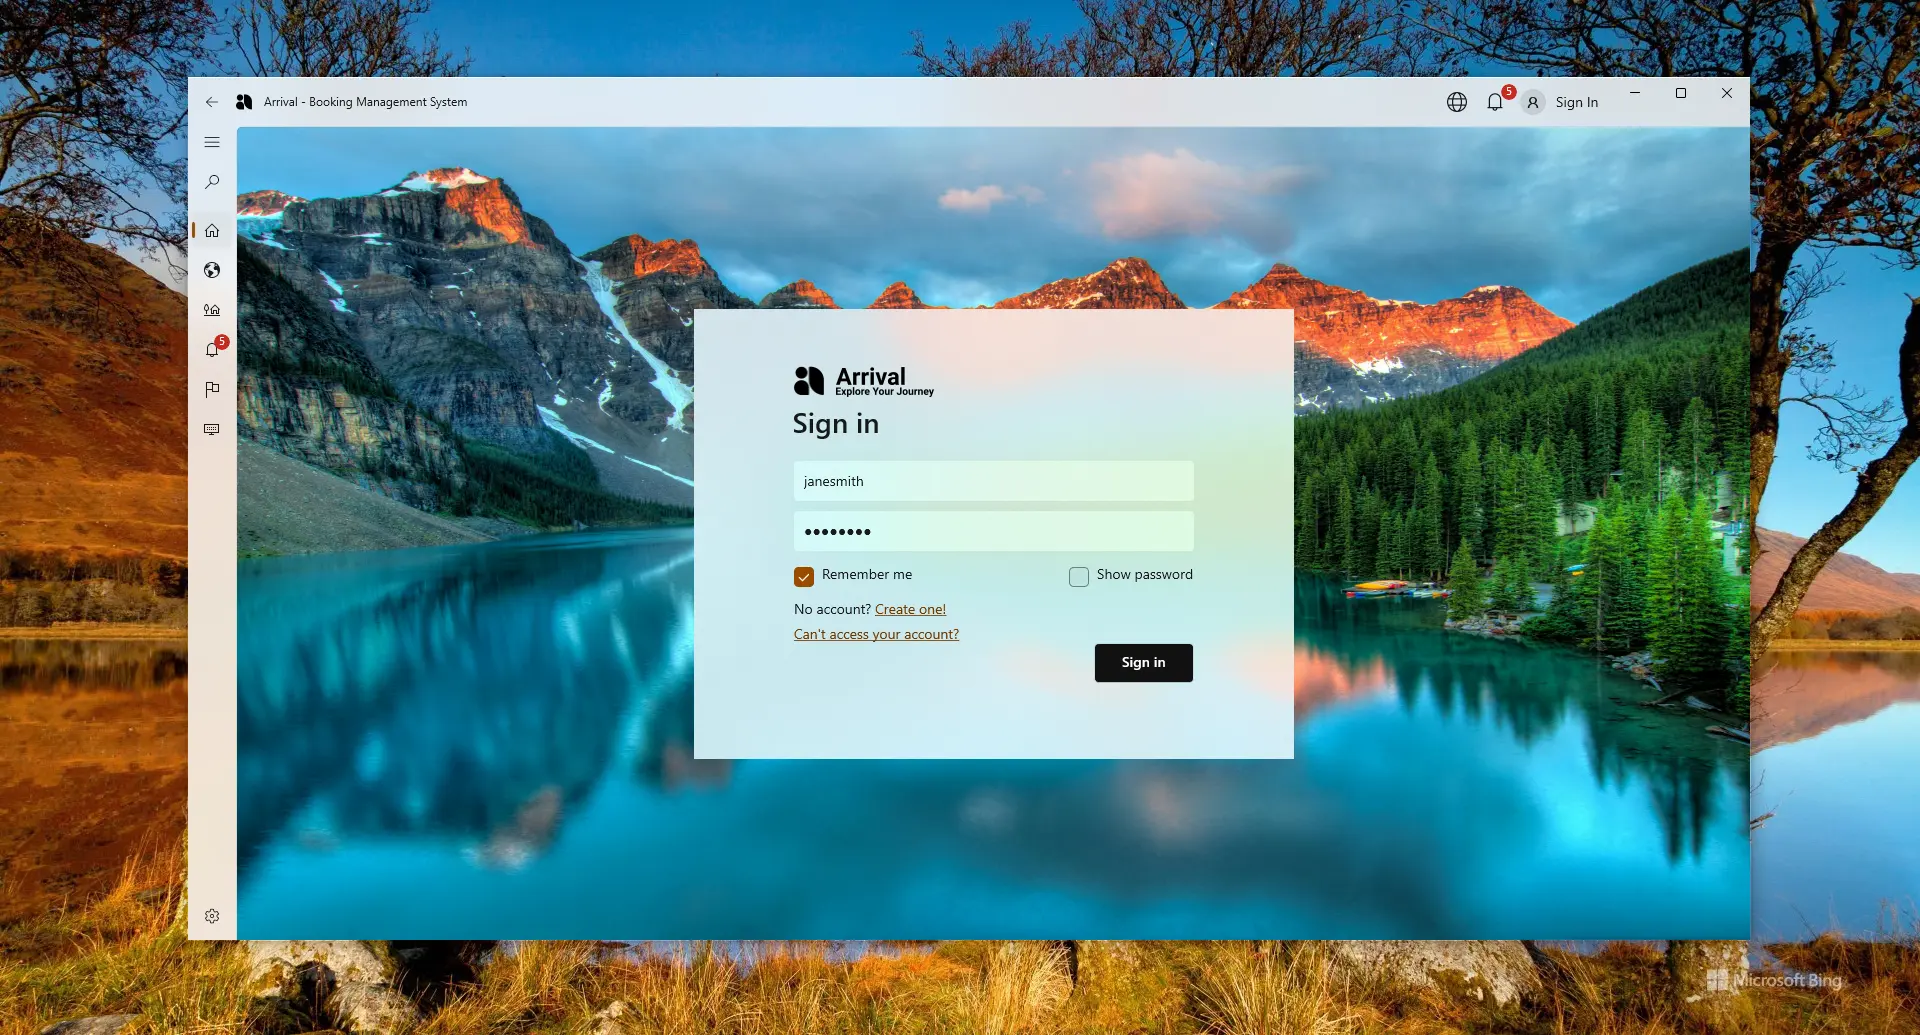 Arrival - Booking Management System
5
Sign In
5
Arrival
Explore Your Journey
Sign in
janesmith
••••••••
Remember me
Show password
No account? Create one!
Can't access your account?
Sign in
Microsoft Bing